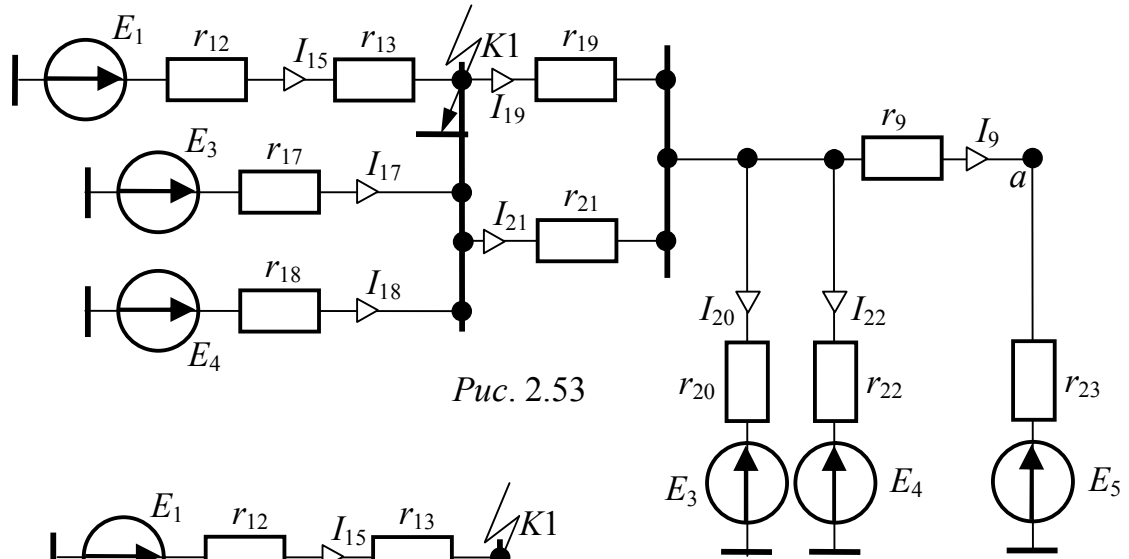 E1 r12 I15 r13 K1 r19
I19
r9 I9
a
E3 r17 I17
I21 r21
r18 I18
E4
I20 I22
r20 r22 r23
Рис. 2.53
E3 E4 E5
E1 r12 I15 r13 K1